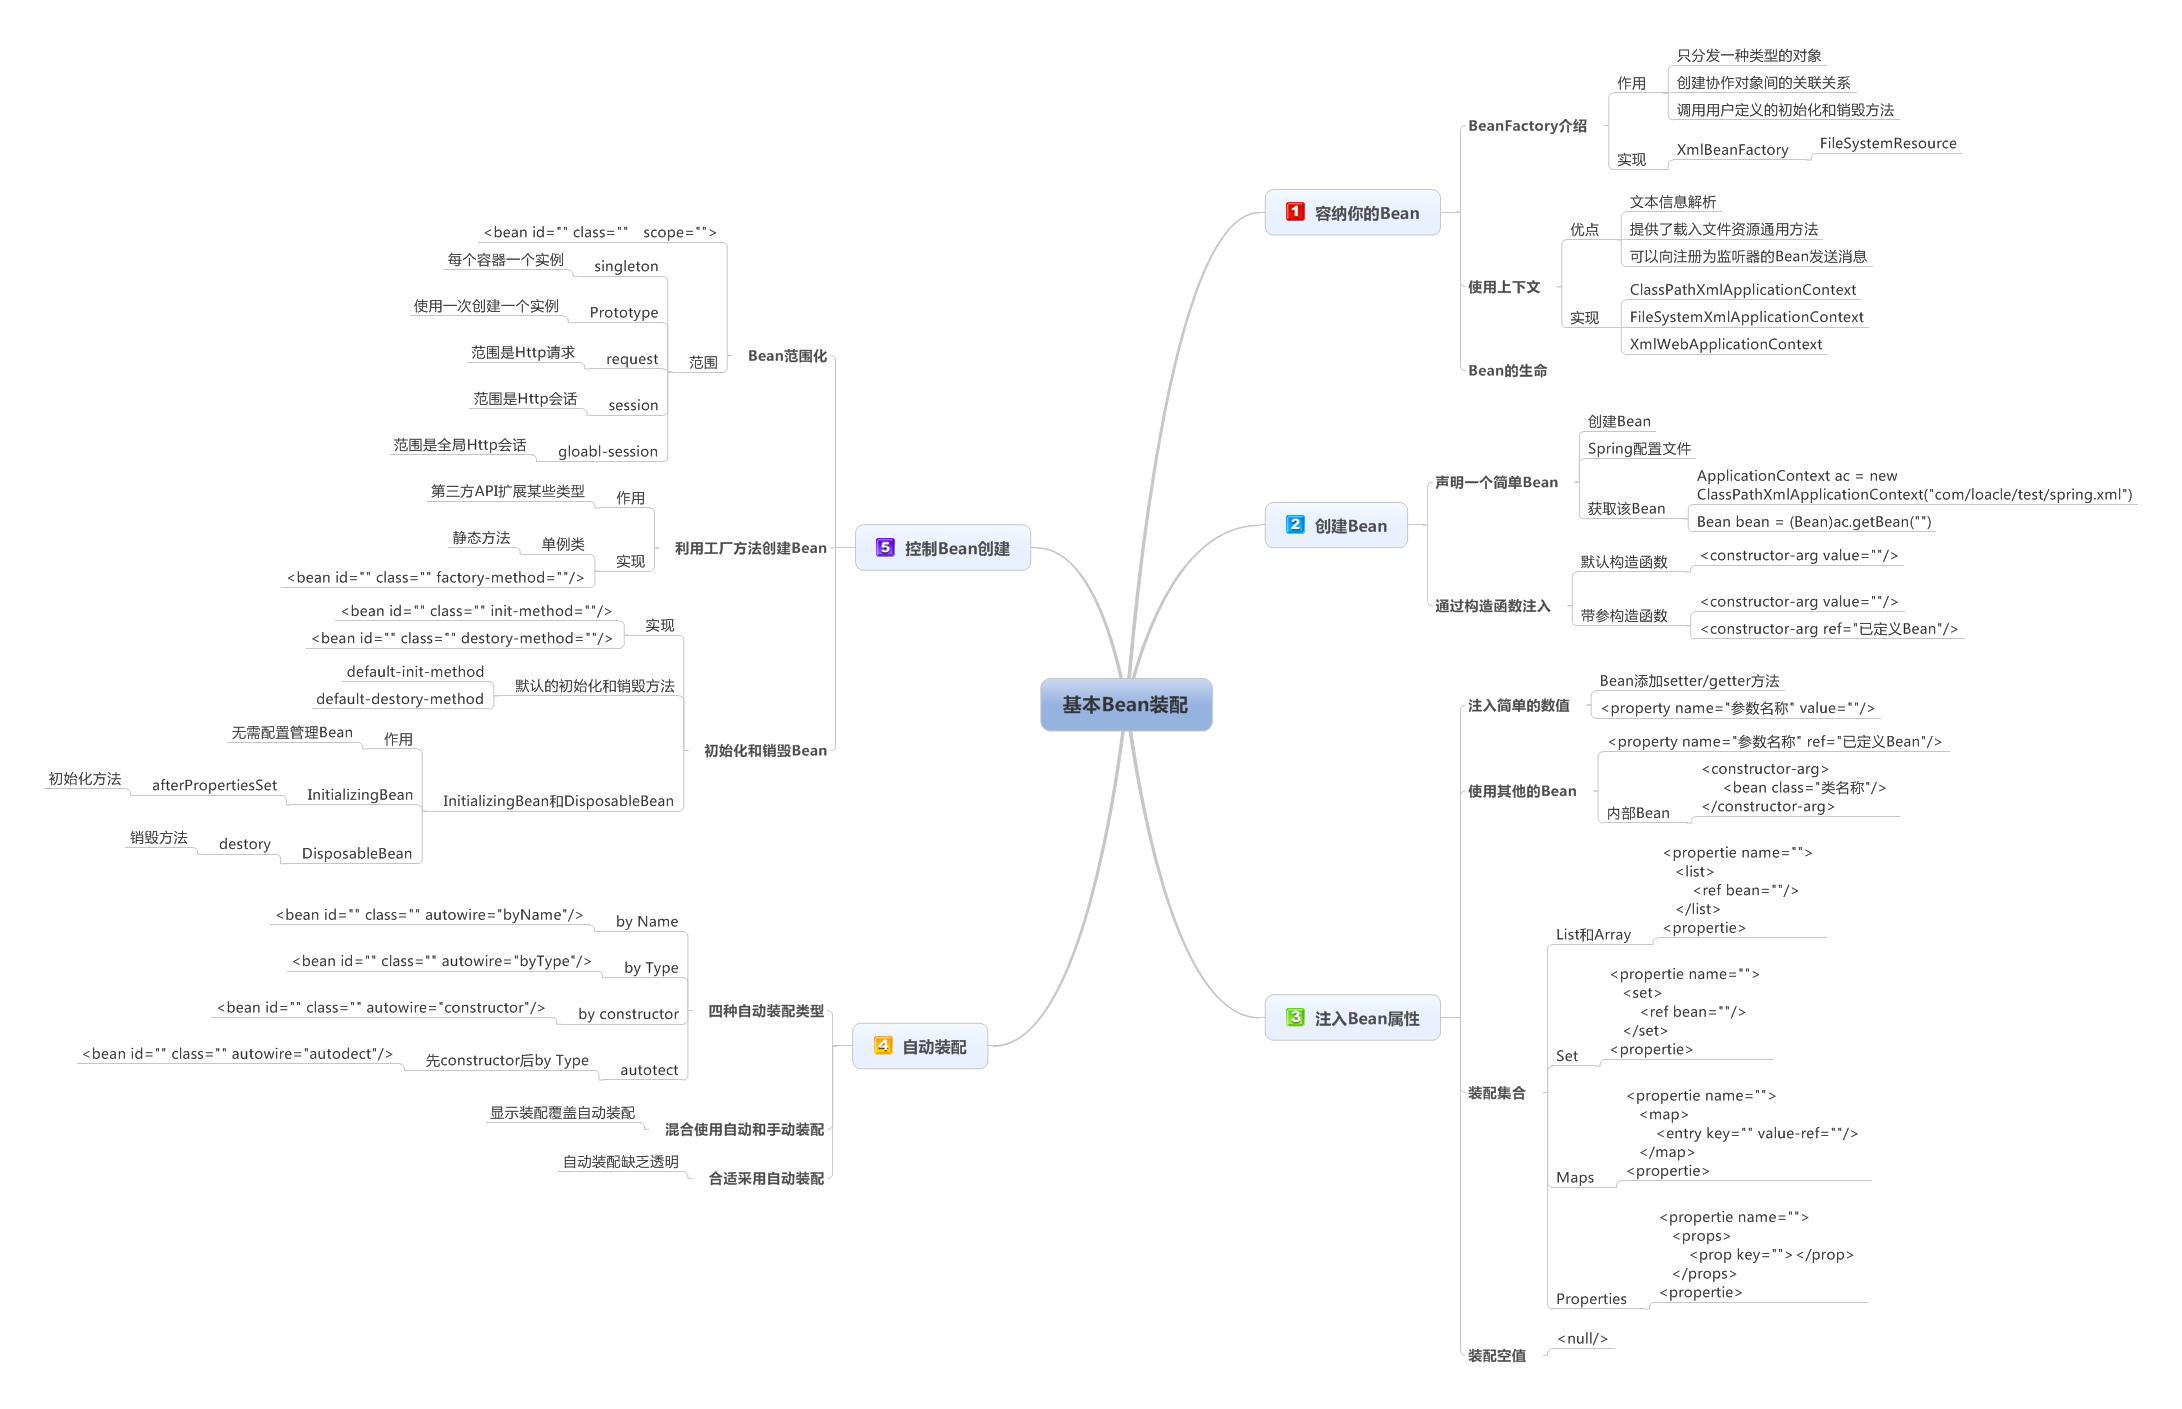 基本Bean装配
1 容纳你的Bean
BeanFactory介绍
作用
只分发一种类型的对象
创建协作对象间的关联关系
调用用户定义的初始化和销毁方法
实现
XmlBeanFactory
FileSystemResource
使用上下文
优点
文本信息解析
提供了载入文件资源通用方法
可以向注册为监听器的Bean发送消息
实现
ClassPathXmlApplicationContext
FileSystemXmlApplicationContext
XmlWebApplicationContext
Bean的生命
2 创建Bean
声明一个简单Bean
创建Bean
Spring配置文件
获取该Bean
ApplicationContext ac = new
ClassPathXmlApplicationContext("com/loacle/test/spring.xml")
Bean bean = (Bean)ac.getBean("")
通过构造函数注入
默认构造函数
<constructor-arg value=""/>
带参构造函数
<constructor-arg value=""/>
<constructor-arg ref="已定义Bean"/>
3 注入Bean属性
注入简单的数值
Bean添加setter/getter方法
<property name="参数名称" value=""/>
使用其他的Bean
<property name="参数名称" ref="已定义Bean"/>
内部Bean
<constructor-arg>
<bean class="类名称"/>
</constructor-arg>
装配集合
List和Array
<propertie name="">
<list>
<ref bean=""/>
</list>
<propertie>
Set
<propertie name="">
<set>
<ref bean=""/>
</set>
<propertie>
Maps
<propertie name="">
<map>
<entry key="" value-ref=""/>
</map>
<propertie>
Properties
<propertie name="">
<props>
<prop key=""></prop>
</props>
<propertie>
装配空值
<null/>
4 自动装配
四种自动装配类型
by Name
<bean id="" class="" autowire="byName"/>
by Type
<bean id="" class="" autowire="byType"/>
by constructor
<bean id="" class="" autowire="constructor"/>
autotect
先constructor后by Type
<bean id="" class="" autowire="autodect"/>
混合使用自动和手动装配
显示装配覆盖自动装配
合适采用自动装配
自动装配缺乏透明
5 控制Bean创建
Bean范围化
<bean id="" class="" scope="">
范围
singleton
每个容器一个实例
Prototype
使用一次创建一个实例
request
范围是Http请求
session
范围是Http会话
gloabl-session
范围是全局Http会话
利用工厂方法创建Bean
作用
第三方API扩展某些类型
实现
单例类
静态方法
<bean id="" class="" factory-method=""/>
初始化和销毁Bean
实现
<bean id="" class="" init-method=""/>
<bean id="" class="" destory-method=""/>
默认的初始化和销毁方法
default-init-method
default-destory-method
InitializingBean和DisposableBean
作用
无需配置管理Bean
InitializingBean
afterPropertiesSet
初始化方法
DisposableBean
destory
销毁方法